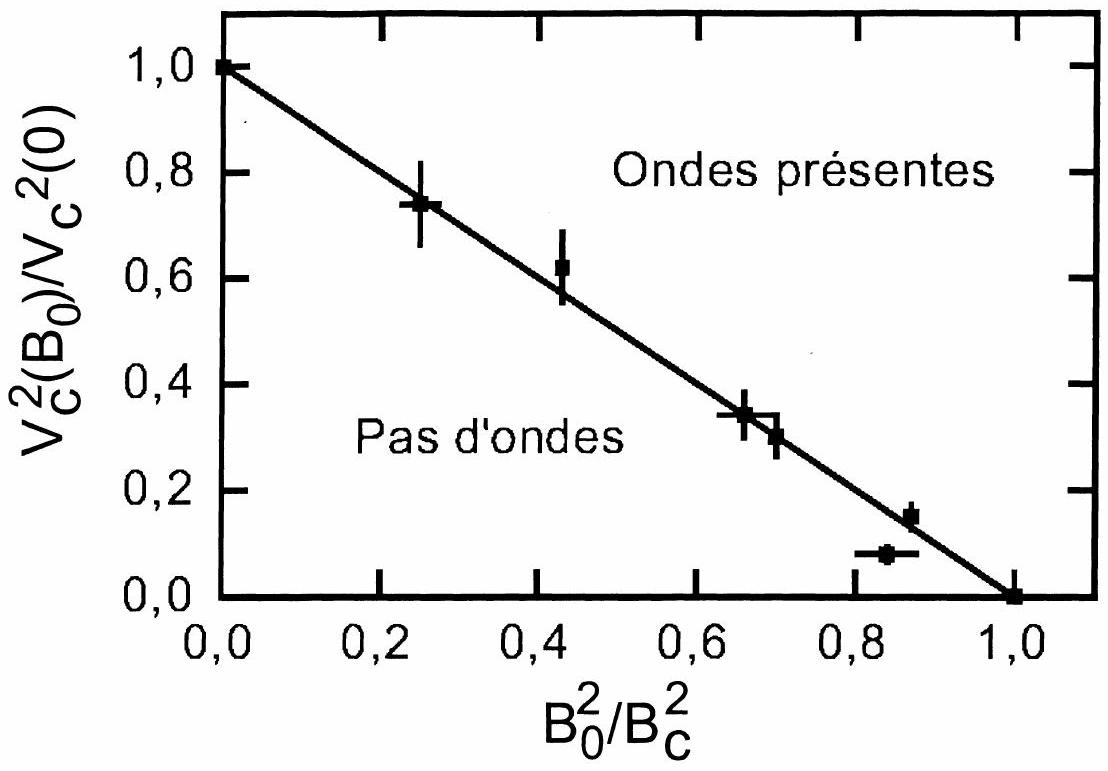 V_C^2(B_0)/V_C^2(0)
1,0
0,8
0,6
0,4
0,2
0,0
Ondes présentes
Pas d'ondes
0,0 0,2 0,4 0,6 0,8 1,0
B_0^2/B_C^2